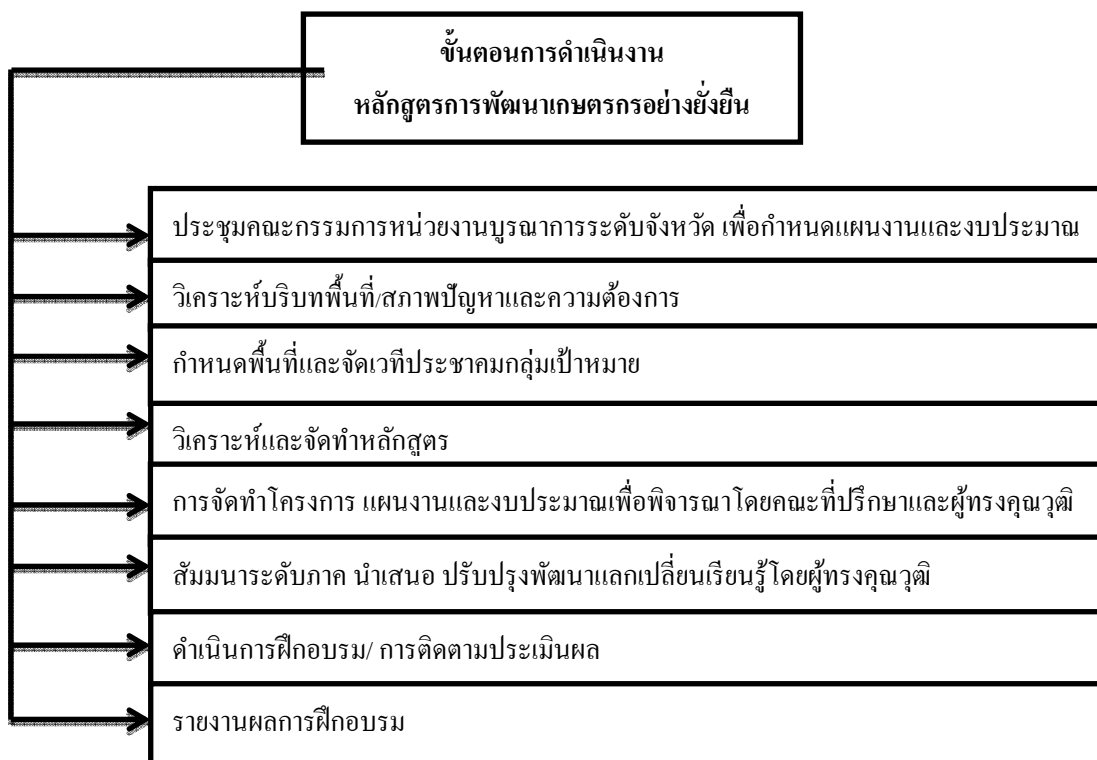 ขั้นตอนการดำเนินงาน
หลักสูตรการพัฒนาเกษตรกรอย่างยั่งยืน
ประชุมคณะกรรมการหน่วยงานบูรณาการระดับจังหวัด เพื่อกำหนดแผนงานและงบประมาณ
วิเคราะห์บริบทพื้นที่/สภาพปัญหาและความต้องการ
กำหนดพื้นที่และจัดเวทีประชาคมกลุ่มเป้าหมาย
วิเคราะห์และจัดทำหลักสูตร
การจัดทำโครงการ แผนงานและงบประมาณเพื่อพิจารณาโดยคณะที่ปรึกษาและผู้ทรงคุณวุฒิ
สัมมนาระดับภาค นำเสนอ ปรับปรุงพัฒนาแลกเปลี่ยนเรียนรู้โดยผู้ทรงคุณวุฒิ
ดำเนินการฝึกอบรม/ การติดตามประเมินผล
รายงานผลการฝึกอบรม